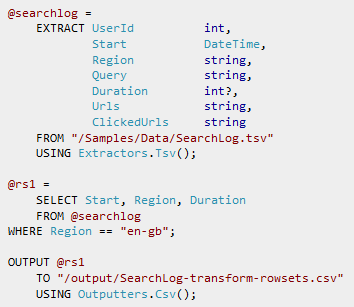 @searchlog =
    EXTRACT UserId          int,
            Start           DateTime,
            Region          string,
            Query           string,
            Duration        int?,
            Urls            string,
            ClickedUrls     string
    FROM "/Samples/Data/SearchLog.tsv"
    USING Extractors.Tsv();

@rs1 =
    SELECT Start, Region, Duration
    FROM @searchlog
WHERE Region == "en-gb";

OUTPUT @rs1
    TO "/output/SearchLog-transform-rowsets.csv"
    USING Outputters.Csv();